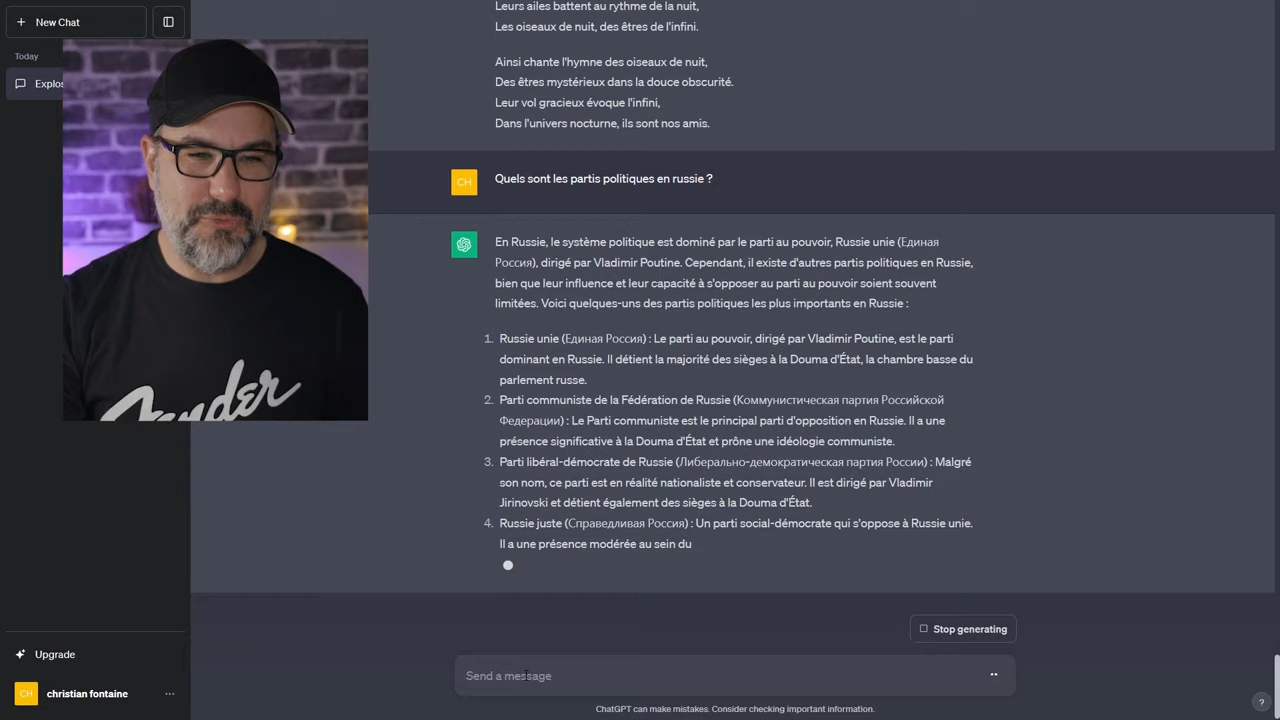 New Chat
Today
Explos
Leurs ailes battent au rythme de la nuit,
Les oiseaux de nuit, des êtres de l'infini.
Ainsi chante l'hymne des oiseaux de nuit,
Des êtres mystérieux dans la douce obscurité.
Leur vol gracieux évoque l'infini,
Dans l'univers nocturne, ils sont nos amis.
CH
Quels sont les partis politiques en russie ?
En Russie, le système politique est dominé par le parti au pouvoir, Russie unie (Единая
Россия), dirigé par Vladimir Poutine. Cependant, il existe d'autres partis politiques en Russie,
bien que leur influence et leur capacité à s'opposer au parti au pouvoir soient souvent
limitées. Voici quelques-uns des partis politiques les plus importants en Russie :
1. Russie unie (Единая Россия) : Le parti au pouvoir, dirigé par Vladimir Poutine, est le parti
dominant en Russie. Il détient la majorité des sièges à la Douma d'État, la chambre basse du
parlement russe.
2. Parti communiste de la Fédération de Russie (Коммунистическая партия Российской
Федерации) : Le Parti communiste est le principal parti d'opposition en Russie. Il a une
présence significative à la Douma d'État et prône une idéologie communiste.
3. Parti libéral-démocrate de Russie (Либерально-демократическая партия России) : Malgré
son nom, ce parti est en réalité nationaliste et conservateur. Il est dirigé par Vladimir
Jirinovski et détient également des sièges à la Douma d'État.
4. Russie juste (Справедливая Россия) : Un parti social-démocrate qui s'oppose à Russie unie.
Il a une présence modérée au sein du
Fender
Stop generating
Upgrade
Send a message
CH
christian fontaine
ChatGPT can make mistakes. Consider checking important information.
?